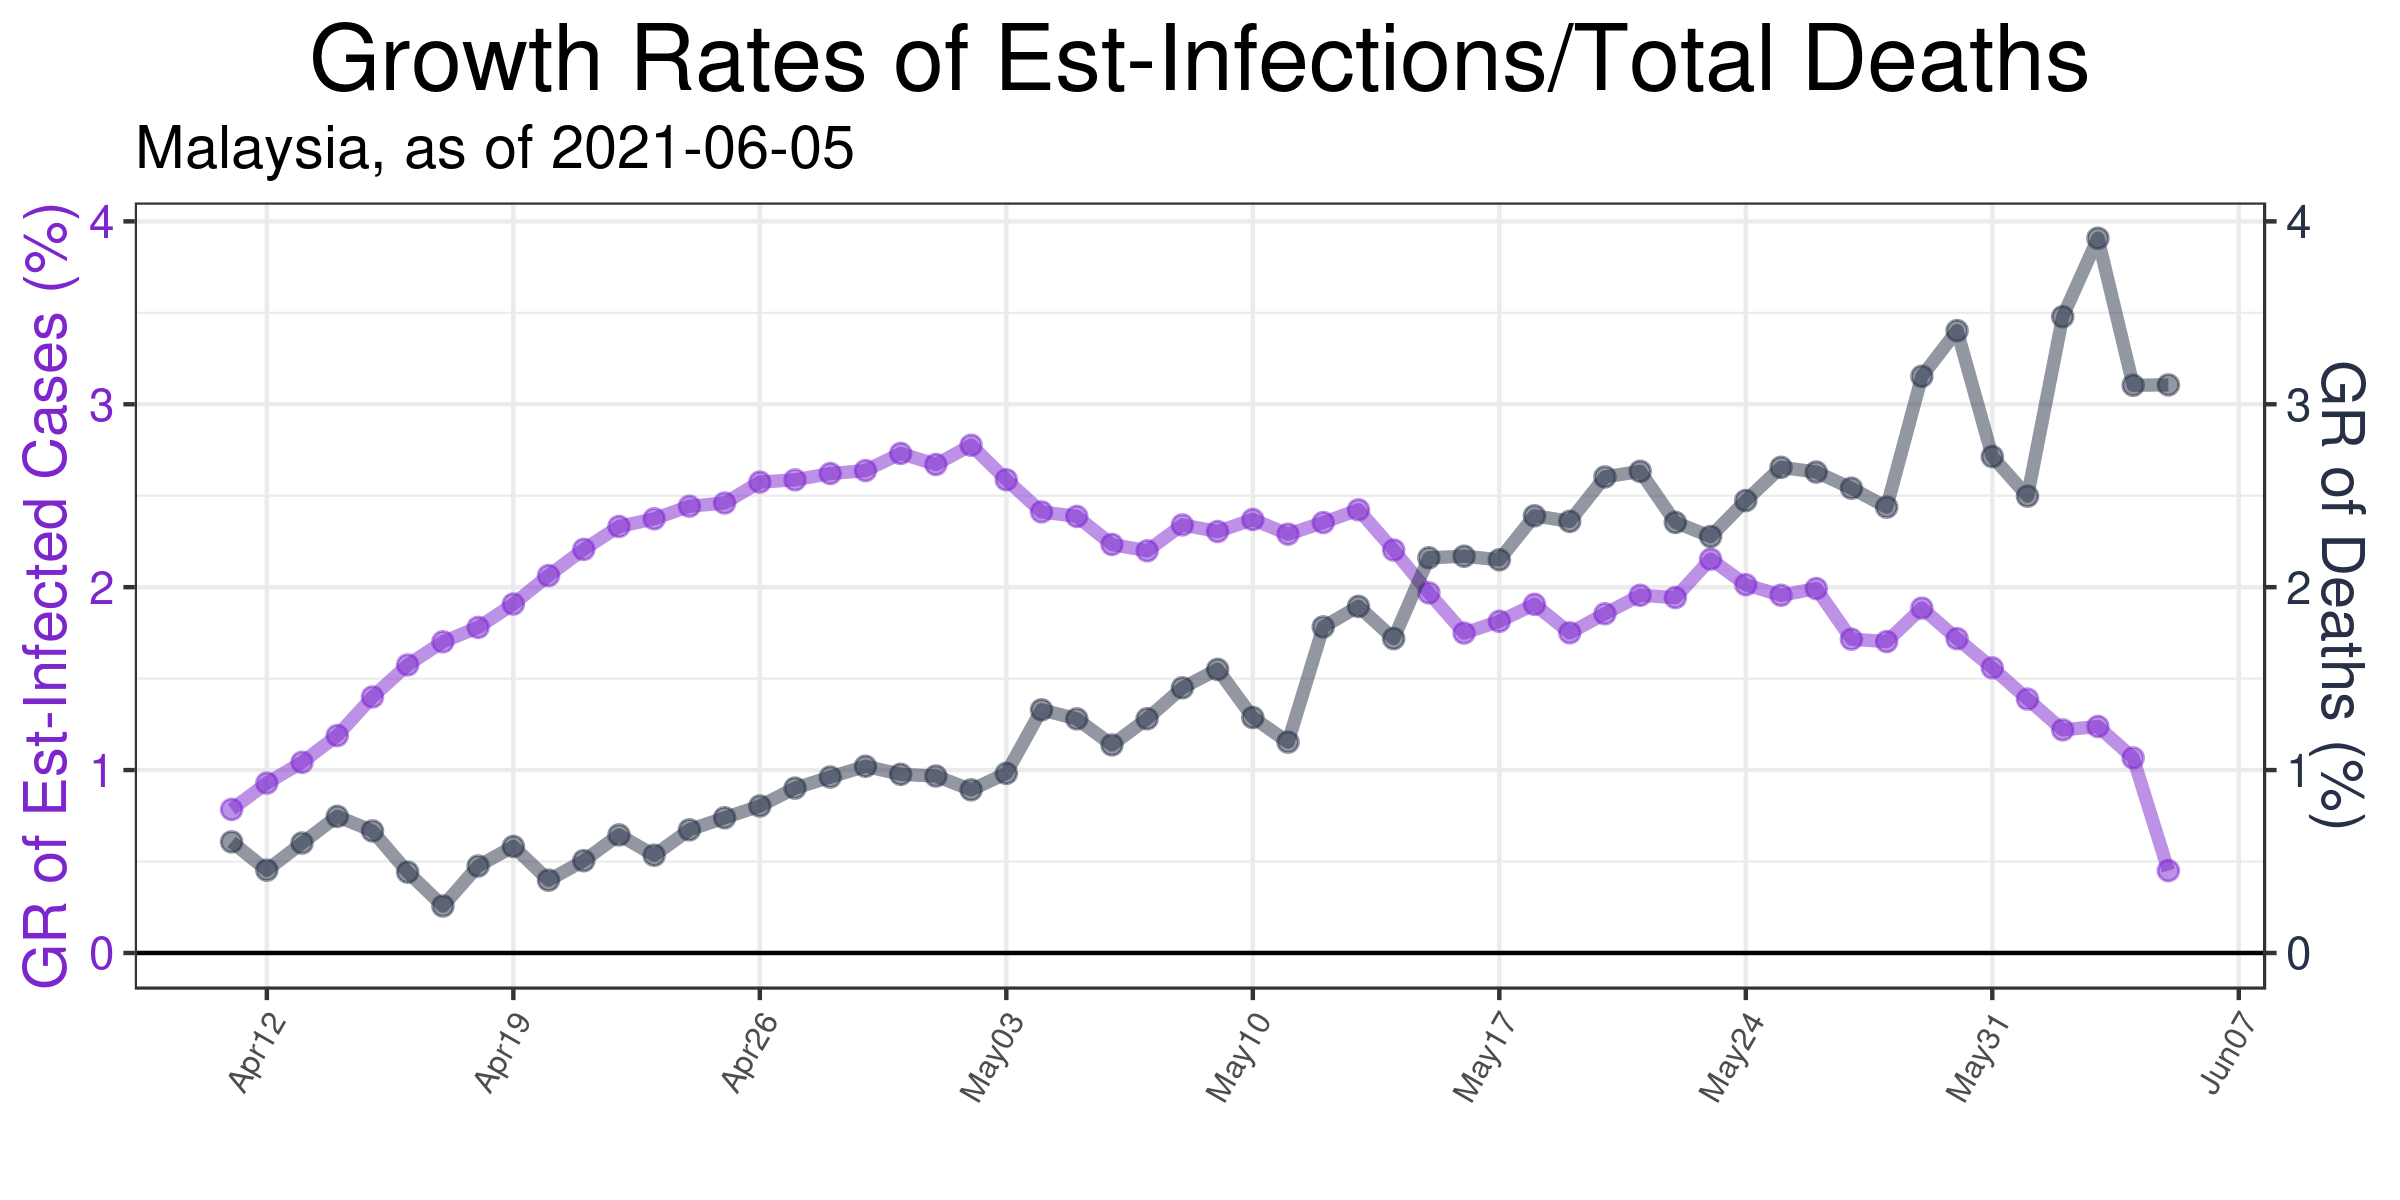 Growth Rates of Est-Infections/Total Deaths
Malaysia, as of 2021-06-05
GR of Est-Infected Cases (%)
4
3
2
1
0
4
3
2
1
0
GR of Deaths (%)
Apr12
Apr19
Apr26
May03
May10
May17
May24
May31
Jun07